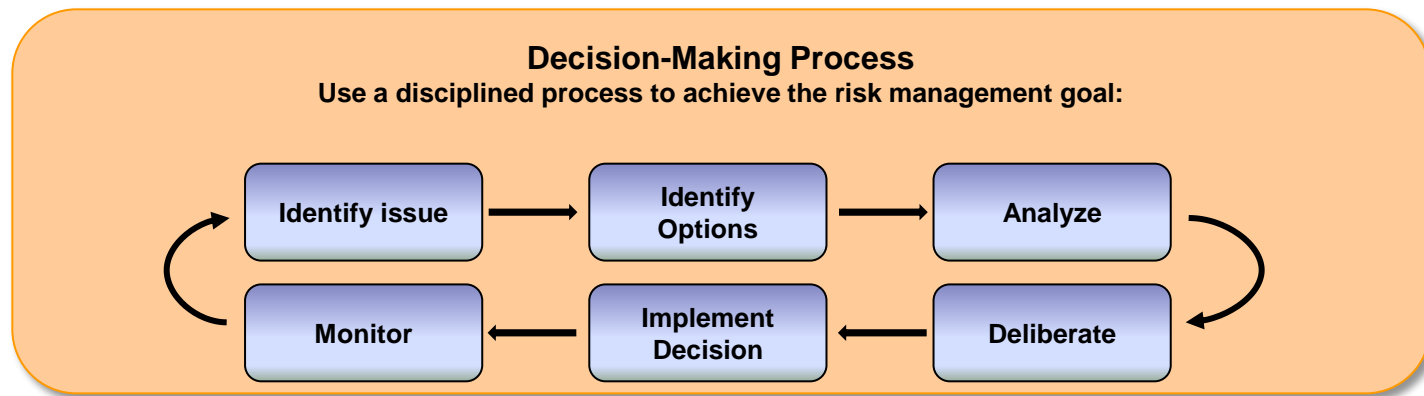 Decision-Making Process
Use a disciplined process to achieve the risk management goal:
Identify issue
Identify
Options
Analyze
Monitor
Implement
Decision
Deliberate